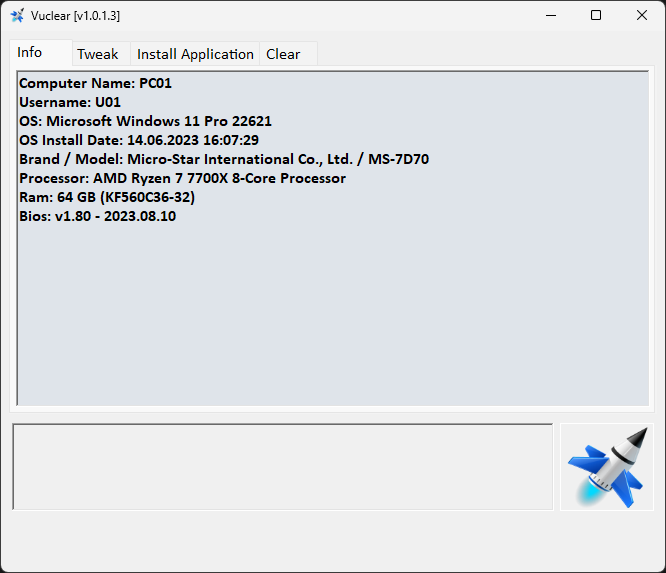 Vuclear [v1.0.1.3]
Info Tweak Install Application Clear
Computer Name: PC01
Username: U01
OS: Microsoft Windows 11 Pro 22621
OS Install Date: 14.06.2023 16:07:29
Brand / Model: Micro-Star International Co., Ltd. / MS-7D70
Processor: AMD Ryzen 7 7700X 8-Core Processor
Ram: 64 GB (KF560C36-32)
Bios: v1.80 - 2023.08.10